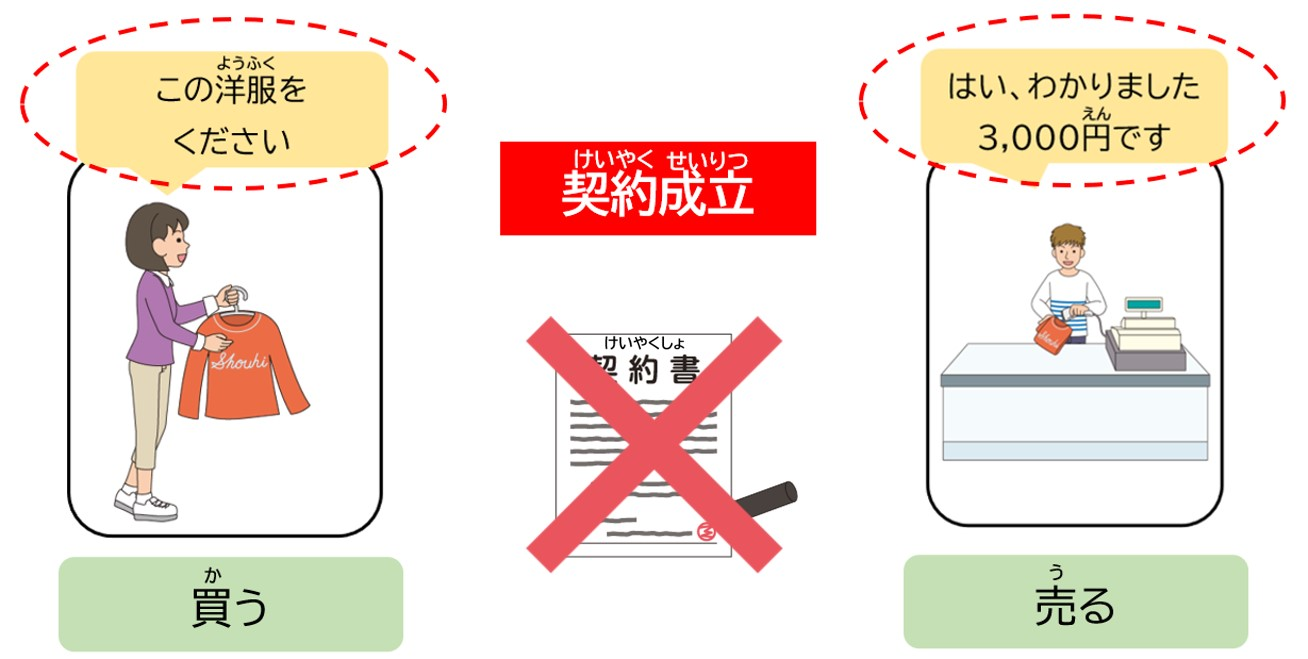 この洋服を
ください
ようふく
はい、わかりました
3,000円です
えん
けいやく せいりつ
契約成立
Shouhi
Shouhi
けいやくしょ
契約書
か
買う
う
売る